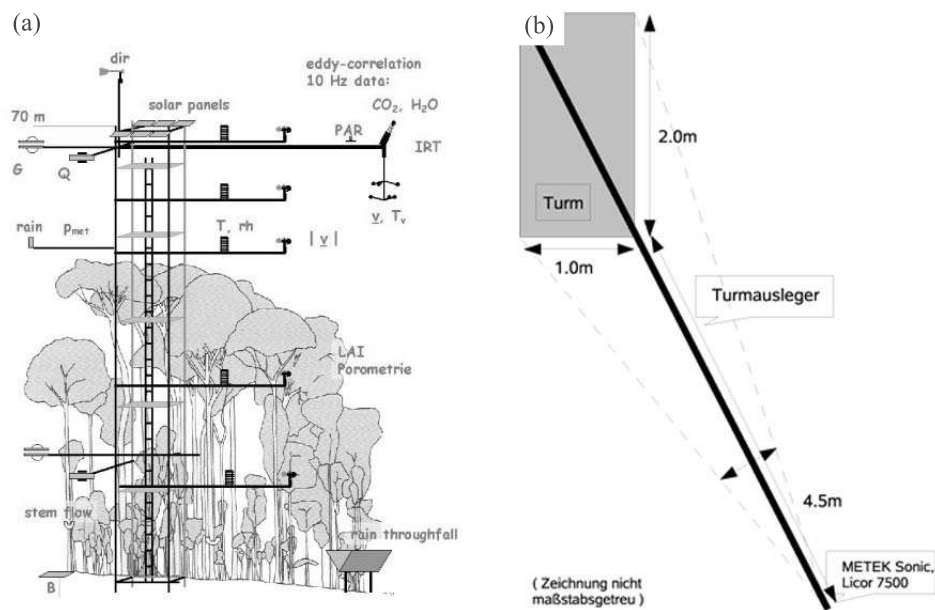 (a)
dir
eddy-correlation
10 Hz data:
CO2, H2O
solar panels
70 m
PAR
IRT
G
Q
rain
pmet
T, rh
| v |
v, Tv
LAI
Porometrie
stem flow
rain throughfall
B
(b)
2.0m
Turm
1.0m
Turmausleger
4.5m
METEK Sonic,
Licor 7500
( Zeichnung nicht
maßstabsgetreu )